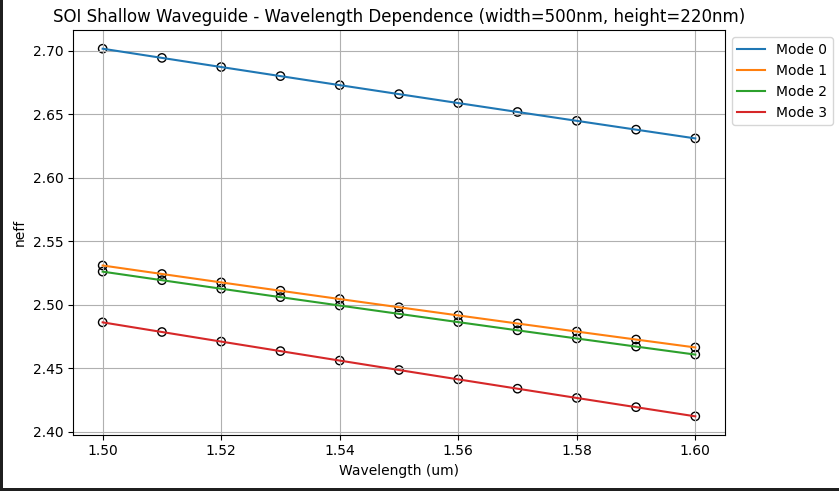 SOI Shallow Waveguide - Wavelength Dependence (width=500nm, height=220nm)
Mode 0
Mode 1
Mode 2
Mode 3
neff
2.70
2.65
2.60
2.55
2.50
2.45
2.40
1.50 1.52 1.54 1.56 1.58 1.60
Wavelength (um)